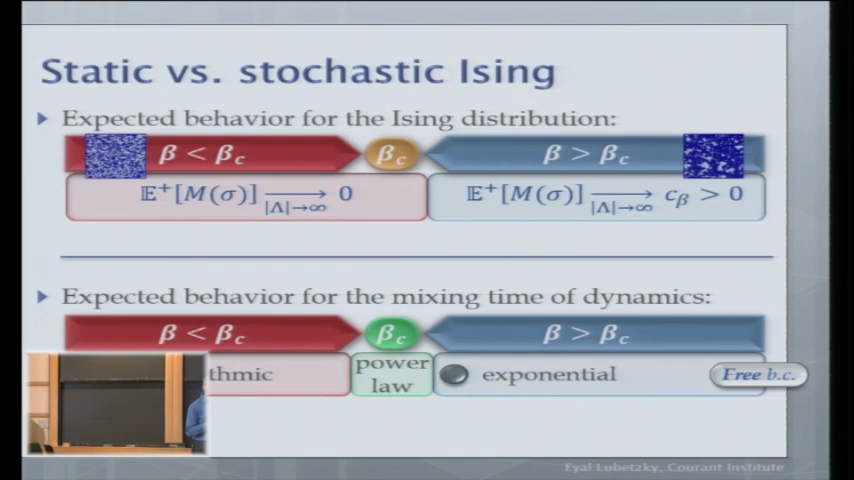 Static vs. stochastic Ising
Expected behavior for the Ising distribution:
β < β_c β_c β > β_c
𝔼⁺[M(σ)] ⟶ 0 𝔼⁺[M(σ)] ⟶ c_β > 0
|Λ|→∞ |Λ|→∞
Expected behavior for the mixing time of dynamics:
β < β_c β_c β > β_c
thmic power law exponential Free b.c.
Eyal Lubetzky, Courant Institute